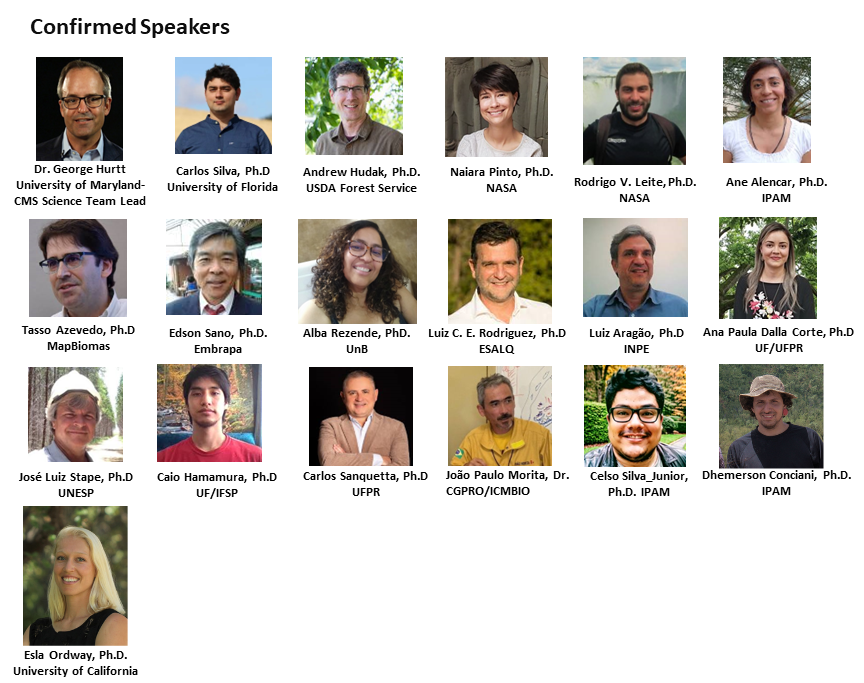 Confirmed Speakers
Dr. George Hurtt
University of Maryland-
CMS Science Team Lead
Carlos Silva, Ph.D
University of Florida
Andrew Hudak, Ph.D.
USDA Forest Service
Naiara Pinto, Ph.D.
NASA
Rodrigo V. Leite, Ph.D.
NASA
Ane Alencar, Ph.D.
IPAM
Tasso Azevedo, Ph.D
MapBiomas
Edson Sano, Ph.D.
Embrapa
Alba Rezende, PhD.
UnB
Luiz C. E. Rodriguez, Ph.D
ESALQ
Luiz Aragão, Ph.D
INPE
Ana Paula Dalla Corte, Ph.D
UF/UFPR
José Luiz Stape, Ph.D
UNESP
Caio Hamamura, Ph.D
UF/IFSP
Carlos Sanquetta, Ph.D
UFPR
João Paulo Morita, Dr.
CGPRO/ICMBIO
Celso Silva_Junior,
Ph.D. IPAM
Dhemerson Conciani, Ph.D.
IPAM
Esla Ordway, Ph.D.
University of California